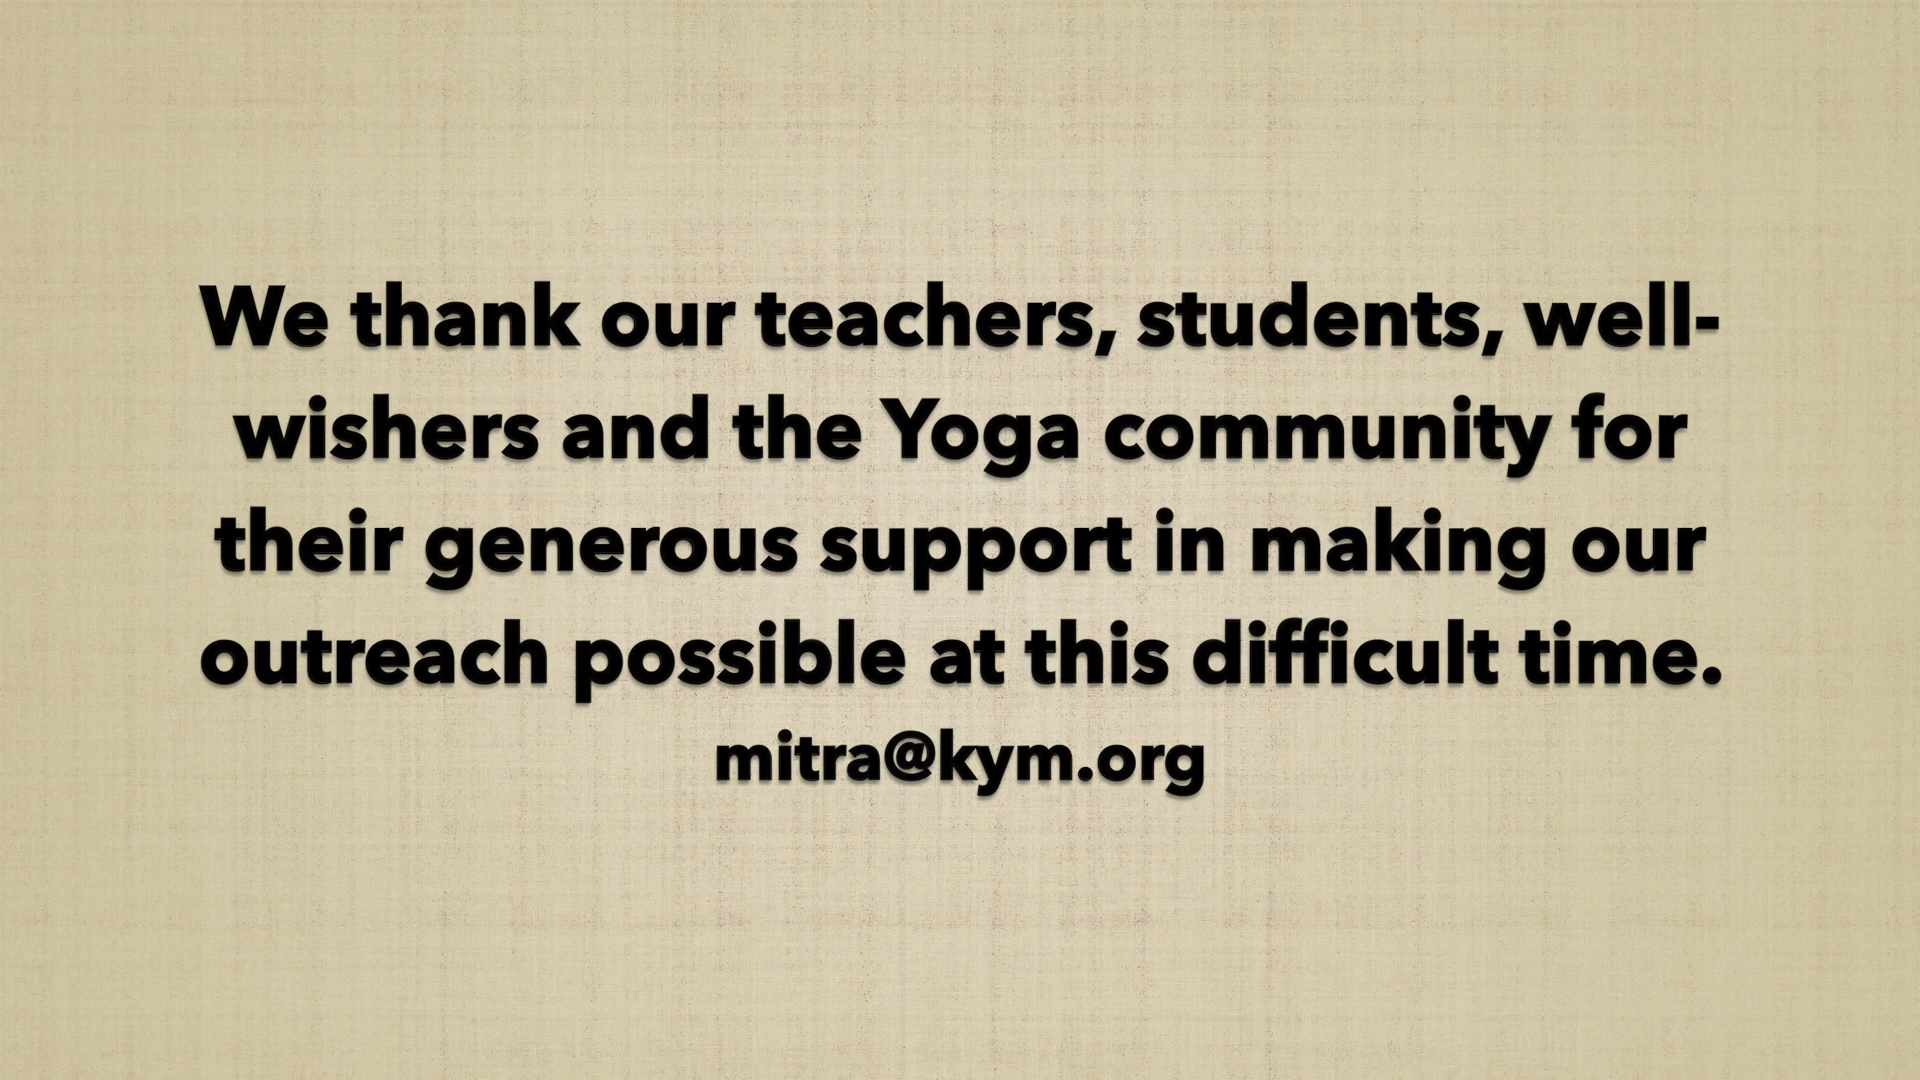 We thank our teachers, students, well-
wishers and the Yoga community for
their generous support in making our
outreach possible at this difficult time.
mitra@kym.org